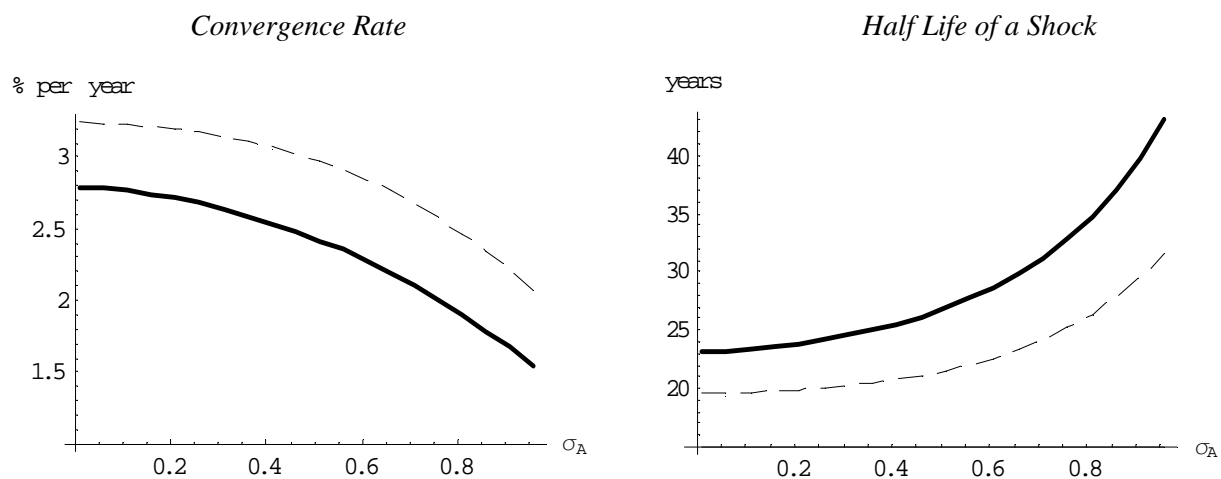 Convergence Rate
% per year
3
2.5
2
1.5
0.2 0.4 0.6 0.8
σA
Half Life of a Shock
years
40
35
30
25
20
0.2 0.4 0.6 0.8
σA